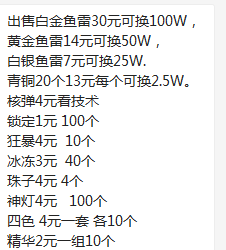 出售白金鱼雷30元可换100W，
黄金鱼雷14元可换50W，
白银鱼雷7元可换25W.
青铜20个13元每个可换2.5W。
核弹4元看技术
锁定1元 100个
狂暴4元  10个
冰冻3元  40个
珠子4元 4个
神灯4元   100个
四色 4元一套 各10个
精华2元一组10个